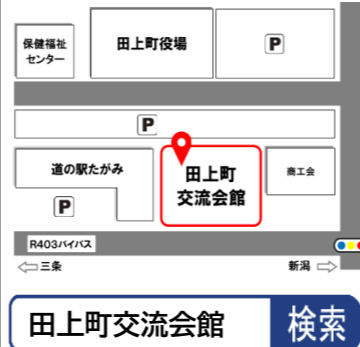 保健福祉
センター
田上町役場
P
P
道の駅たがみ
P
田上町
交流会館
商工会
R403バイパス
三条
新潟
田上町交流会館
検索